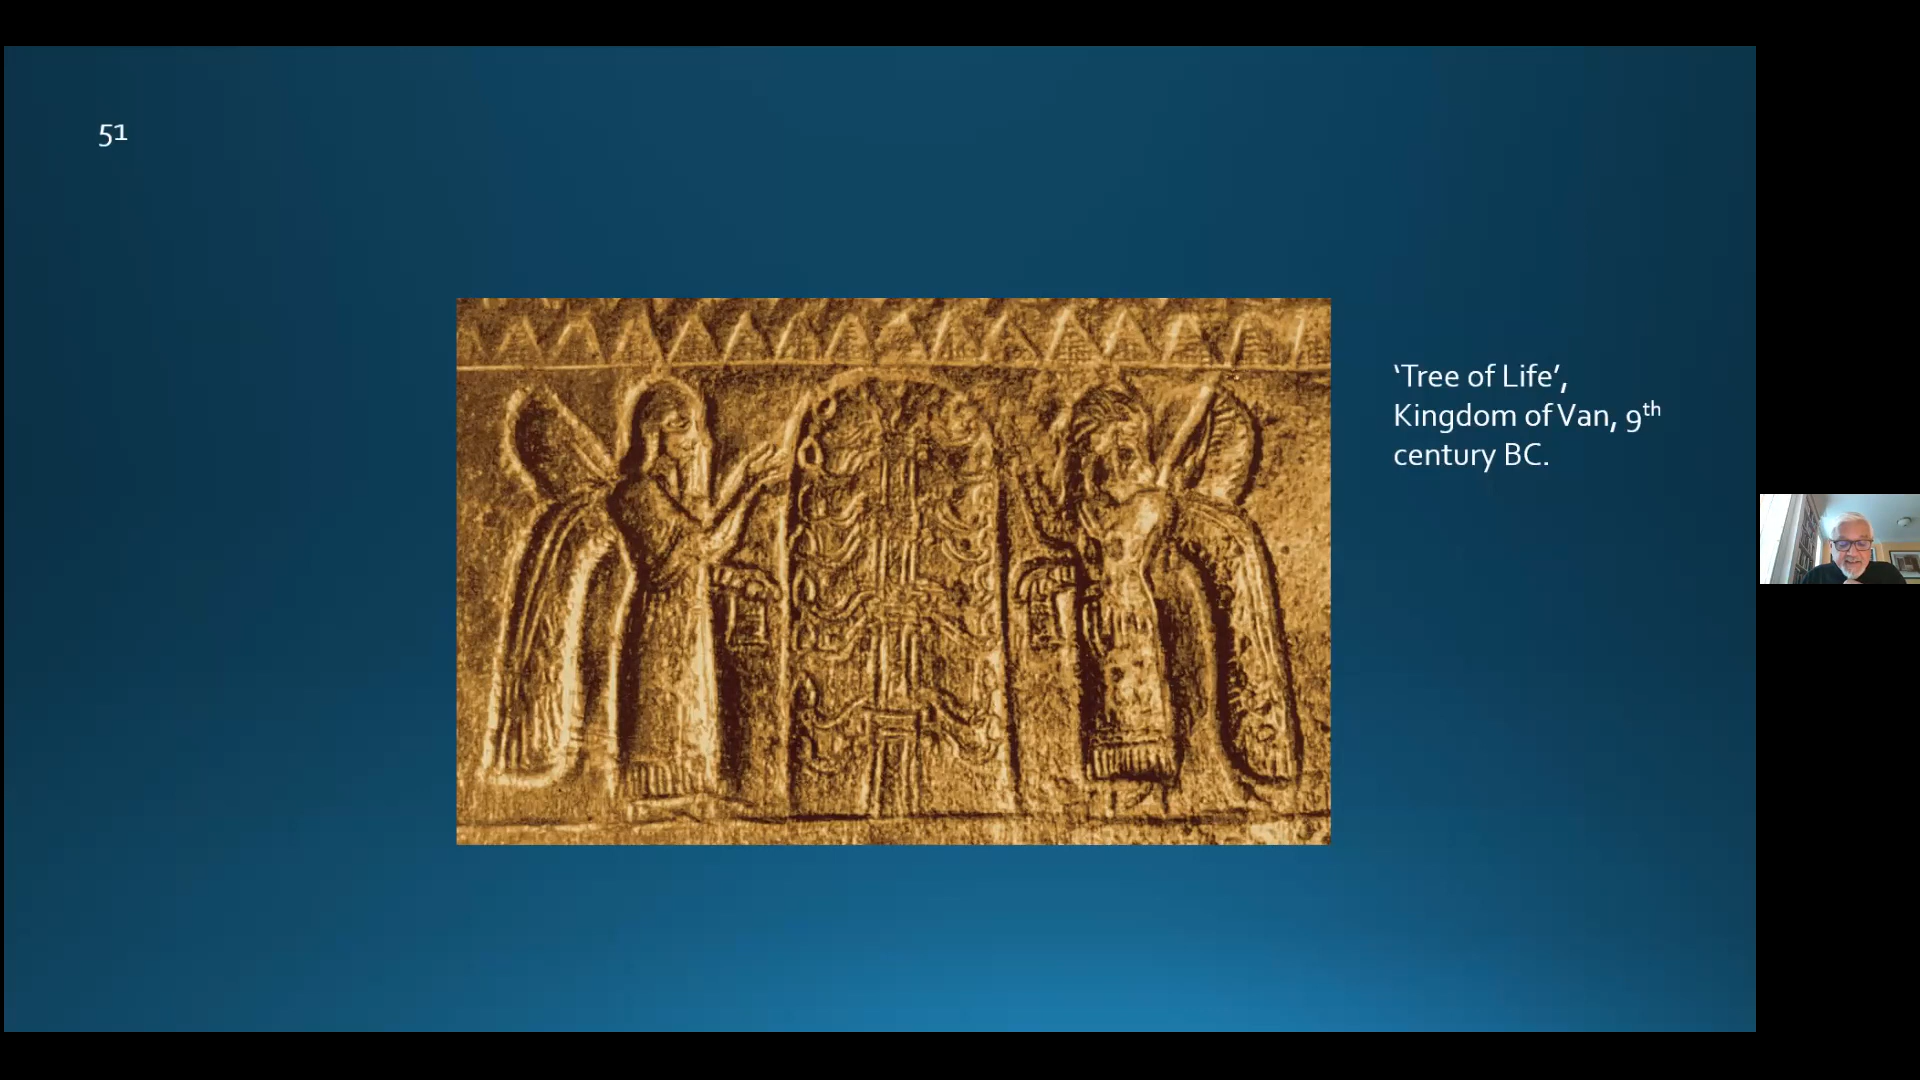 51
‘Tree of Life’,
Kingdom of Van, 9th
century BC.